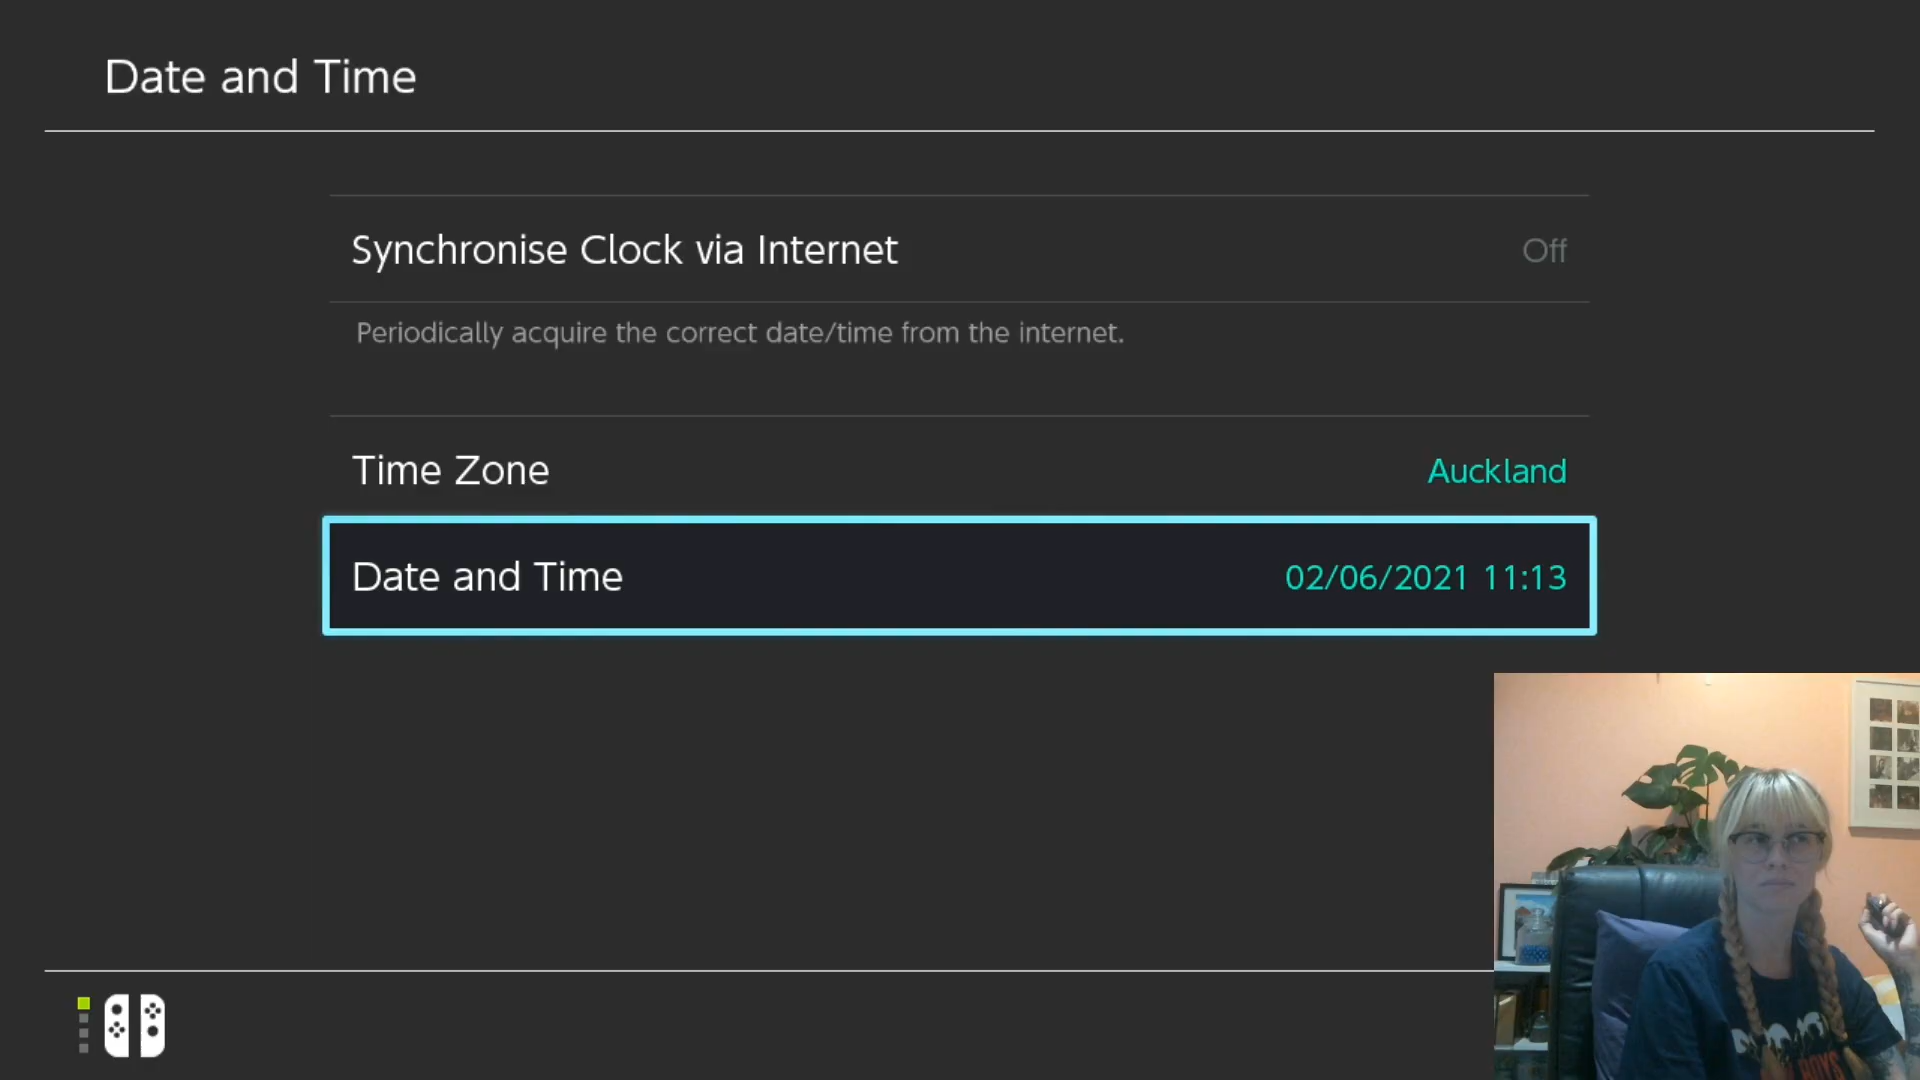 Date and Time
Synchronise Clock via Internet Off
Periodically acquire the correct date/time from the internet.
Time Zone Auckland
Date and Time 02/06/2021 11:13
BOYS